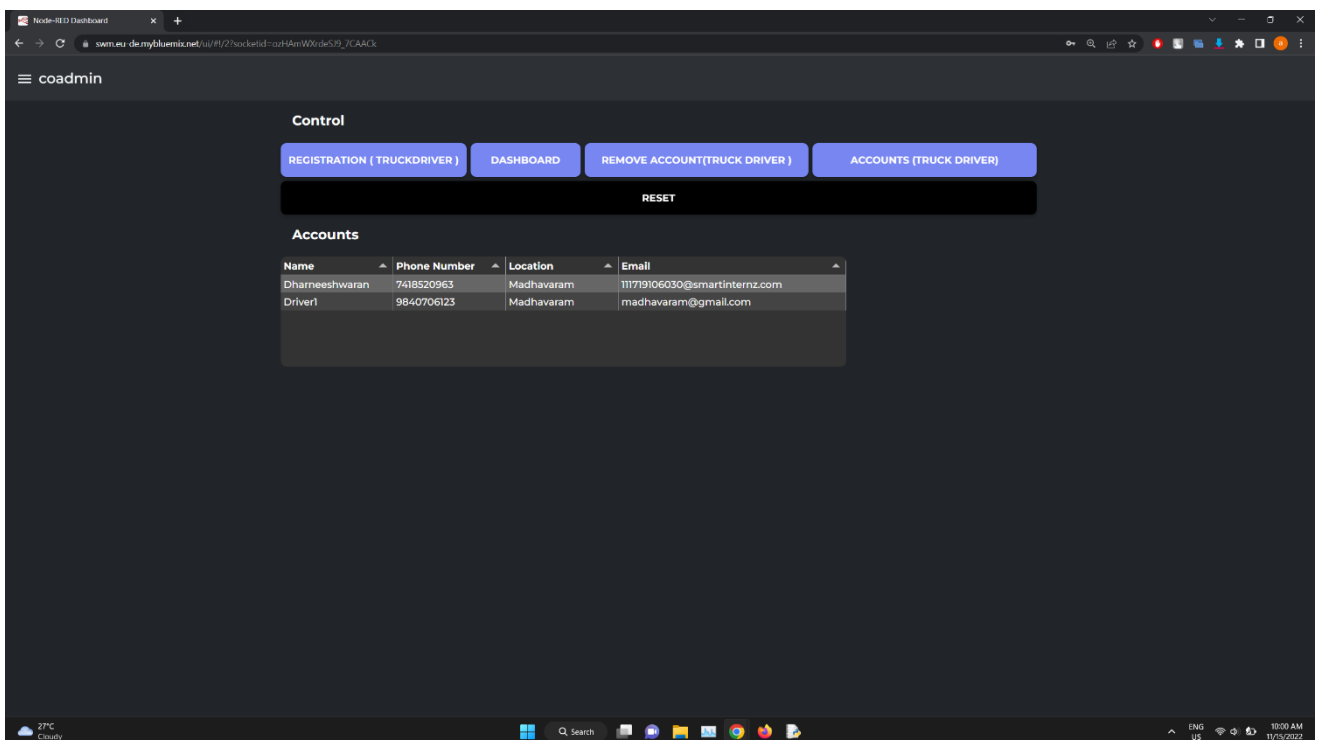 Node-RED Dashboard
swm.eu-de.mybluemix.net/ui/#!/2?socketid=ozHAmWXrdeSJ9_7CAACk
coadmin
Control
REGISTRATION ( TRUCKDRIVER ) DASHBOARD REMOVE ACCOUNT(TRUCK DRIVER ) ACCOUNTS (TRUCK DRIVER)
RESET
Accounts
Name Phone Number Location Email
Dharneeshwaran 7418520963 Madhavaram 111719106030@smartinternz.com
Driver1 9840706123 Madhavaram madhavaram@gmail.com
27°C
Cloudy
Search
ENG
US
10:00 AM
11/15/2022